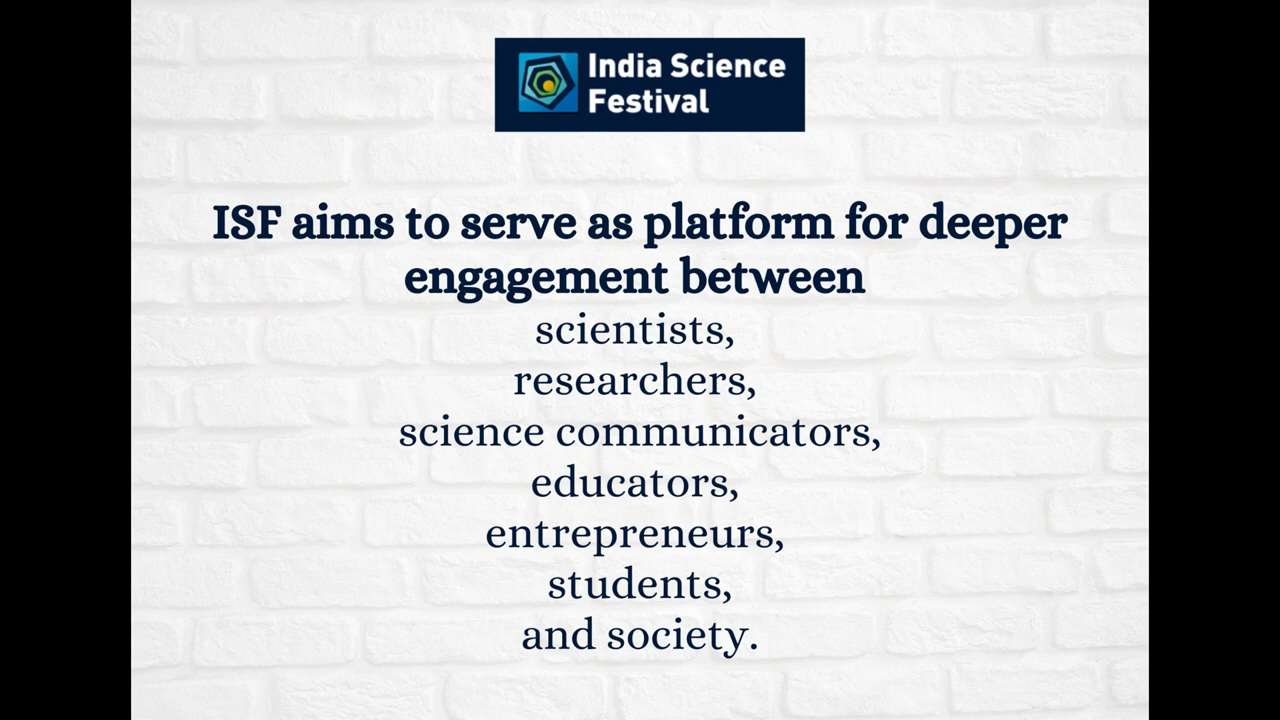 India Science
Festival
ISF aims to serve as platform for deeper
engagement between
scientists,
researchers,
science communicators,
educators,
entrepreneurs,
students,
and society.